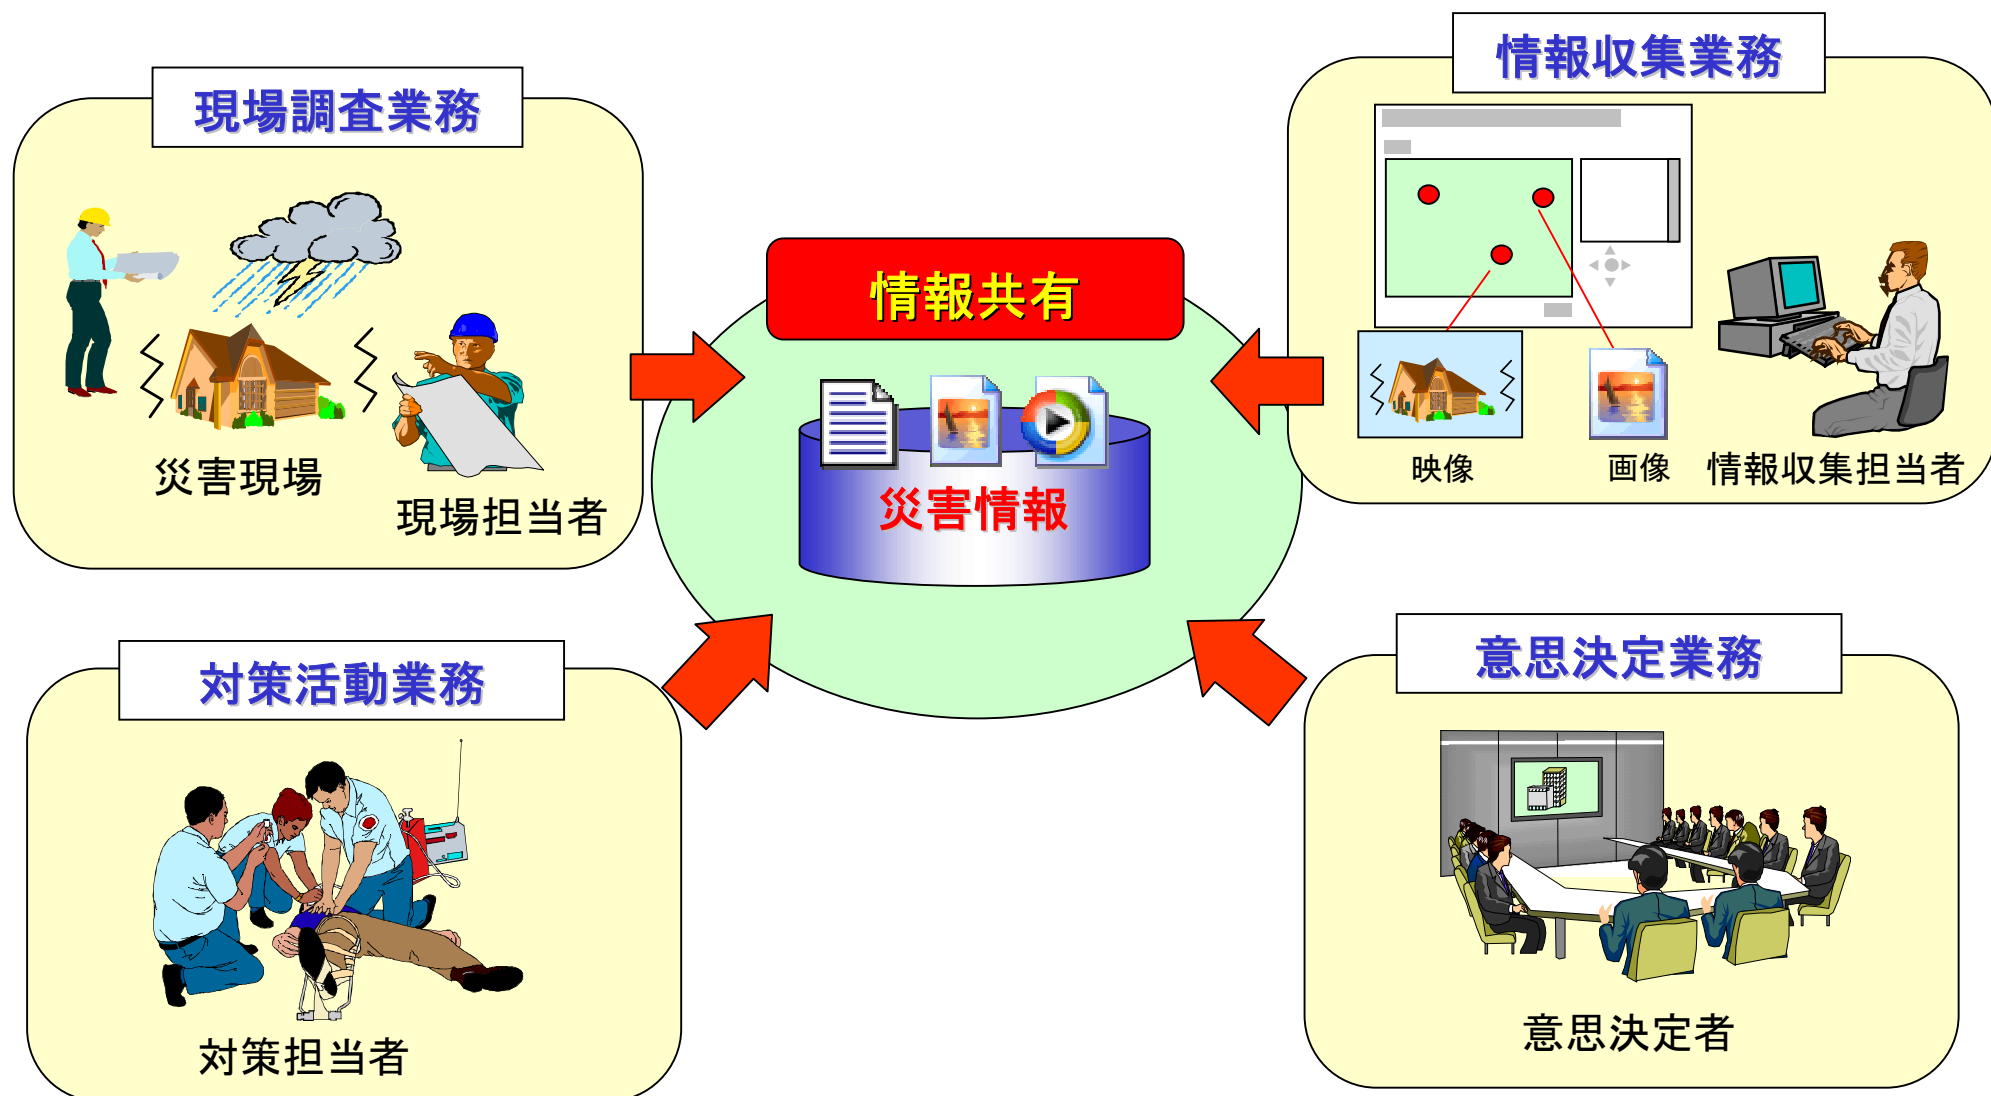 現場調査業務
災害現場
現場担当者
情報収集業務
映像
画像
情報収集担当者
情報共有
災害情報
対策活動業務
対策担当者
意思決定業務
意思決定者